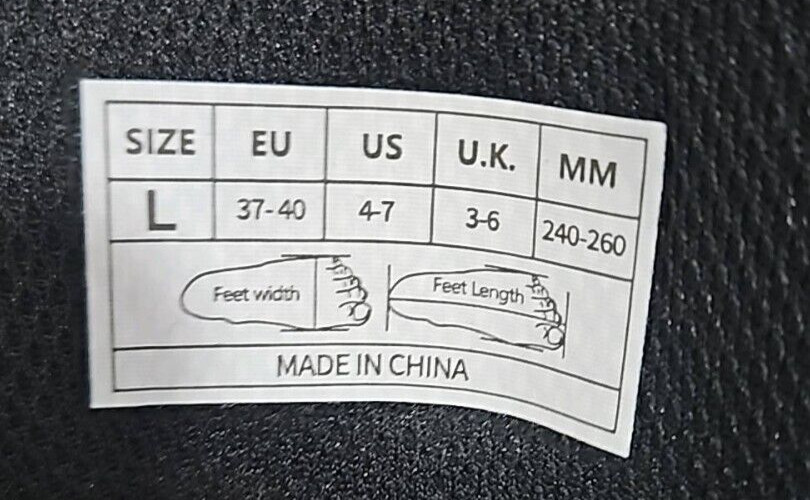 SIZE EU US U.K. MM
L 37-40 4-7 3-6 240-260
Feet width Feet Length
MADE IN CHINA